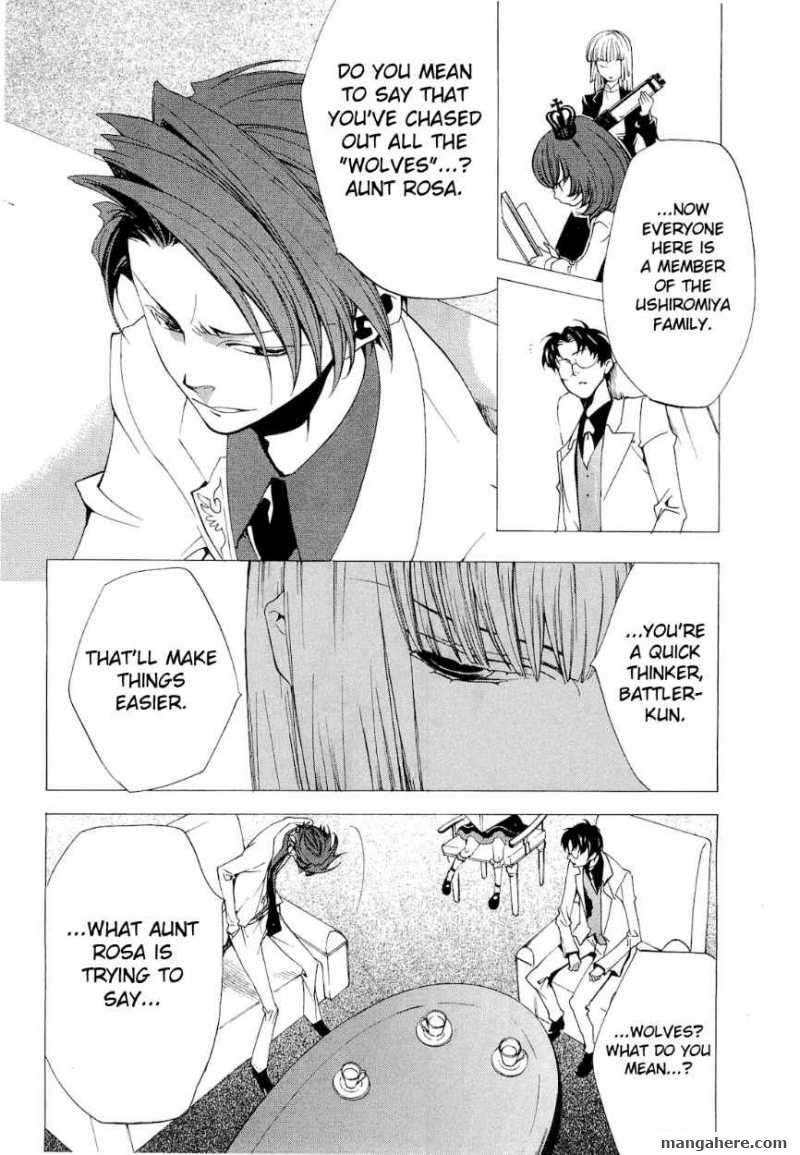 ...NOW
EVERYONE
HERE IS
A MEMBER
OF THE
USHIROMIYA
FAMILY.
DO YOU MEAN
TO SAY THAT
YOU'VE CHASED
OUT ALL THE
"WOLVES"...?
AUNT ROSA.
...YOU'RE
A QUICK
THINKER,
BATTLER-
KUN.
THAT'LL MAKE
THINGS
EASIER.
...WOLVES?
WHAT DO YOU
MEAN...?
...WHAT AUNT
ROSA IS
TRYING TO
SAY...
mangahere.com